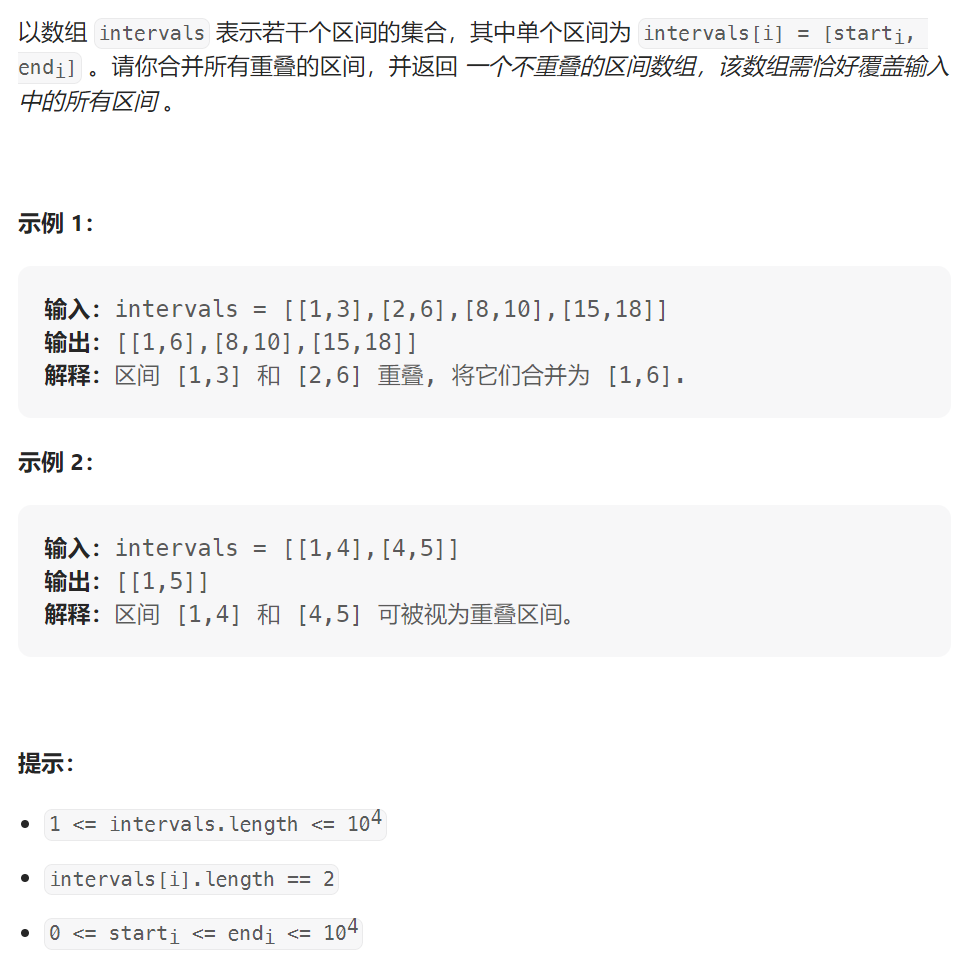 以数组 intervals 表示若干个区间的集合，其中单个区间为 intervals[i] = [starti,
endi] 。请你合并所有重叠的区间，并返回 一个不重叠的区间数组，该数组需恰好覆盖输入
中的所有区间 。
示例 1：
输入：intervals = [[1,3],[2,6],[8,10],[15,18]]
输出：[[1,6],[8,10],[15,18]]
解释：区间 [1,3] 和 [2,6] 重叠, 将它们合并为 [1,6].
示例 2：
输入：intervals = [[1,4],[4,5]]
输出：[[1,5]]
解释：区间 [1,4] 和 [4,5] 可被视为重叠区间。
提示：
• 1 <= intervals.length <= 10^4
• intervals[i].length == 2
• 0 <= starti <= endi <= 10^4